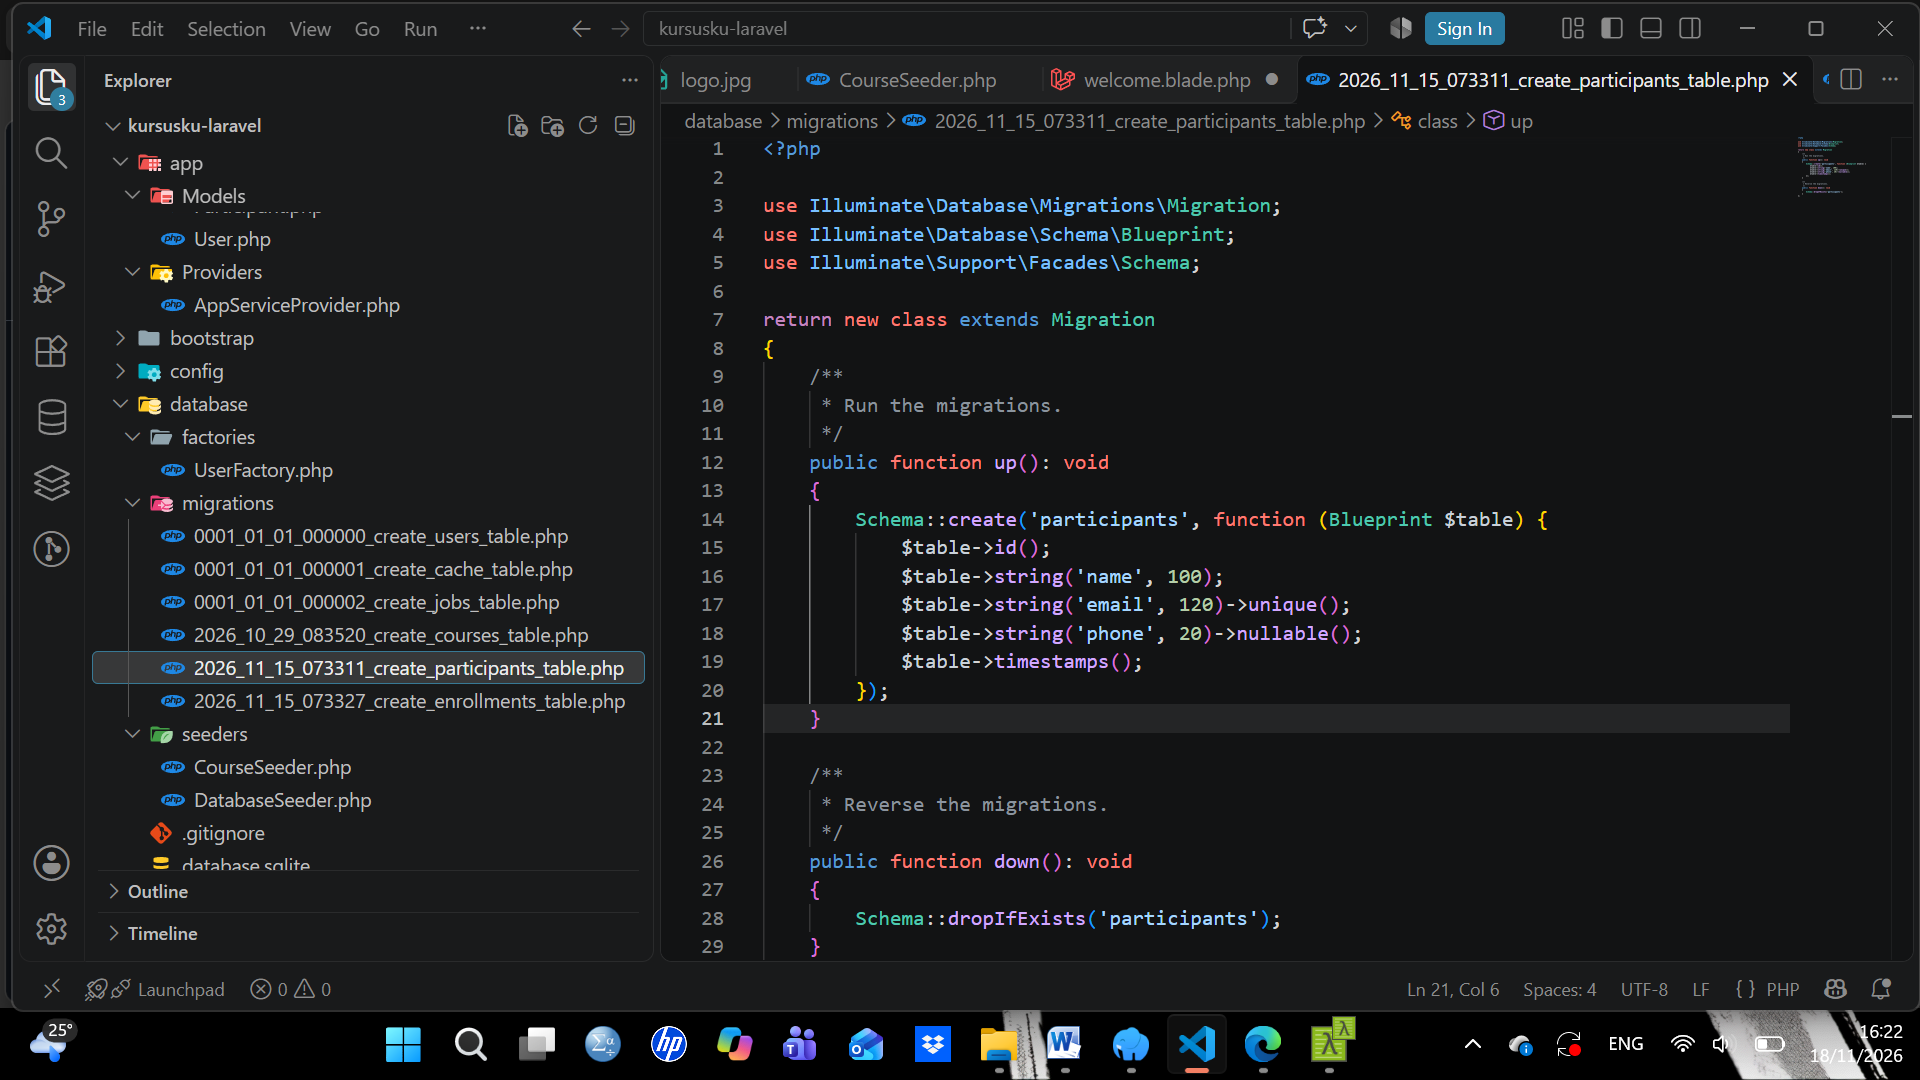 File Edit Selection View Go Run ... kursusku-laravel Sign In
Explorer
kursusku-laravel
app
Models
Participant.php
User.php
Providers
AppServiceProvider.php
bootstrap
config
database
factories
UserFactory.php
migrations
0001_01_01_000000_create_users_table.php
0001_01_01_000001_create_cache_table.php
0001_01_01_000002_create_jobs_table.php
2026_10_29_083520_create_courses_table.php
2026_11_15_073311_create_participants_table.php
2026_11_15_073327_create_enrollments_table.php
seeders
CourseSeeder.php
DatabaseSeeder.php
.gitignore
database.sqlite
Outline
Timeline
3
logo.jpg CourseSeeder.php welcome.blade.php 2026_11_15_073311_create_participants_table.php
database > migrations > 2026_11_15_073311_create_participants_table.php > class > up
1 <?php
2
3 use Illuminate\Database\Migrations\Migration;
4 use Illuminate\Database\Schema\Blueprint;
5 use Illuminate\Support\Facades\Schema;
6
7 return new class extends Migration
8 {
9 /**
10 * Run the migrations.
11 */
12 public function up(): void
13 {
14 Schema::create('participants', function (Blueprint $table) {
15 $table->id();
16 $table->string('name', 100);
17 $table->string('email', 120)->unique();
18 $table->string('phone', 20)->nullable();
19 $table->timestamps();
20 });
21 }
22
23 /**
24 * Reverse the migrations.
25 */
26 public function down(): void
27 {
28 Schema::dropIfExists('participants');
29 }
Launchpad 0 0 Ln 21, Col 6 Spaces: 4 UTF-8 LF {} PHP
25° ENG 16:22
18/11/2026